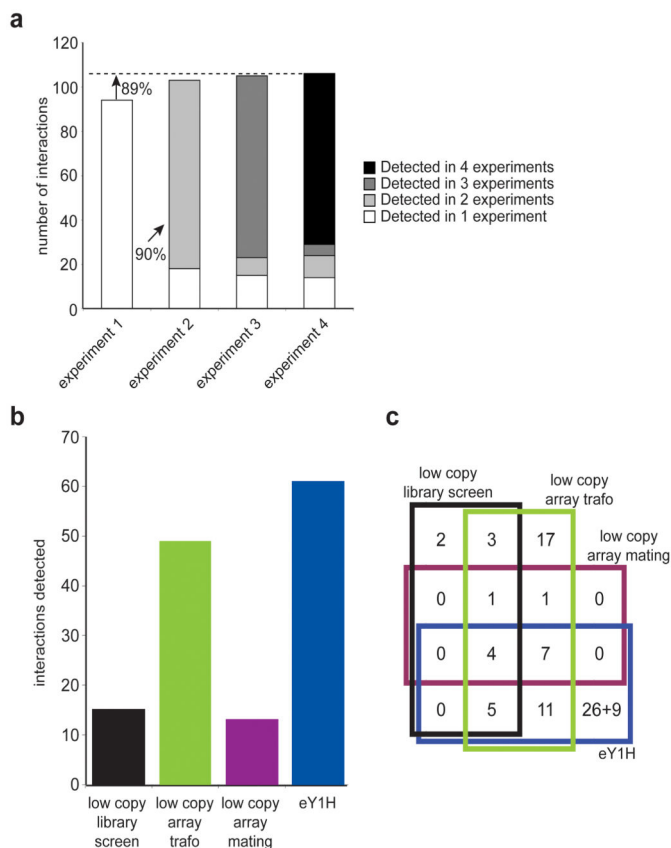 a
120
100
80
60
40
20
0
number of interactions
89%
90%
experiment 1
experiment 2
experiment 3
experiment 4
Detected in 4 experiments
Detected in 3 experiments
Detected in 2 experiments
Detected in 1 experiment
b
70
60
50
40
30
20
10
0
interactions detected
low copy
library
screen
low copy
array
trafo
low copy
array
mating
eY1H
c
low copy
library screen
low copy
array trafo
low copy
array mating
2 3 17
0 1 1 0
0 4 7 0
0 5 11 26+9
eY1H